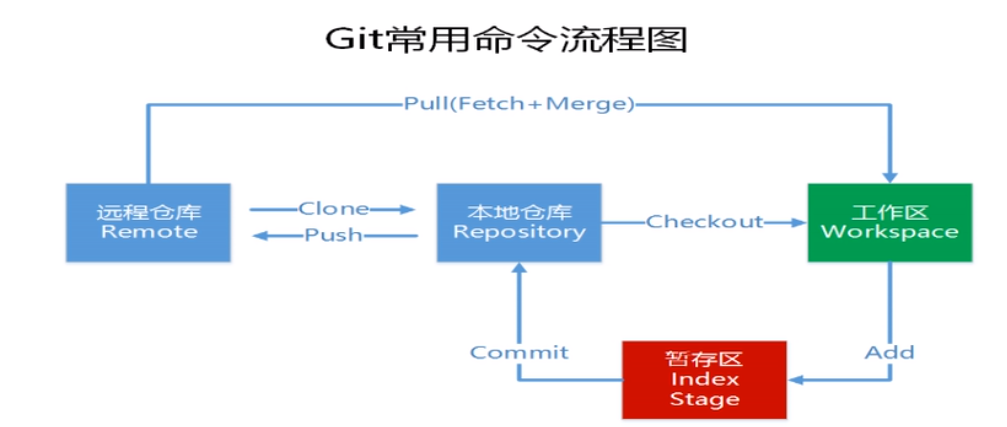 Git常用命令流程图
Pull(Fetch+Merge)
远程仓库
Remote
Clone
Push
本地仓库
Repository
Checkout
工作区
Workspace
Commit
暂存区
Index
Stage
Add